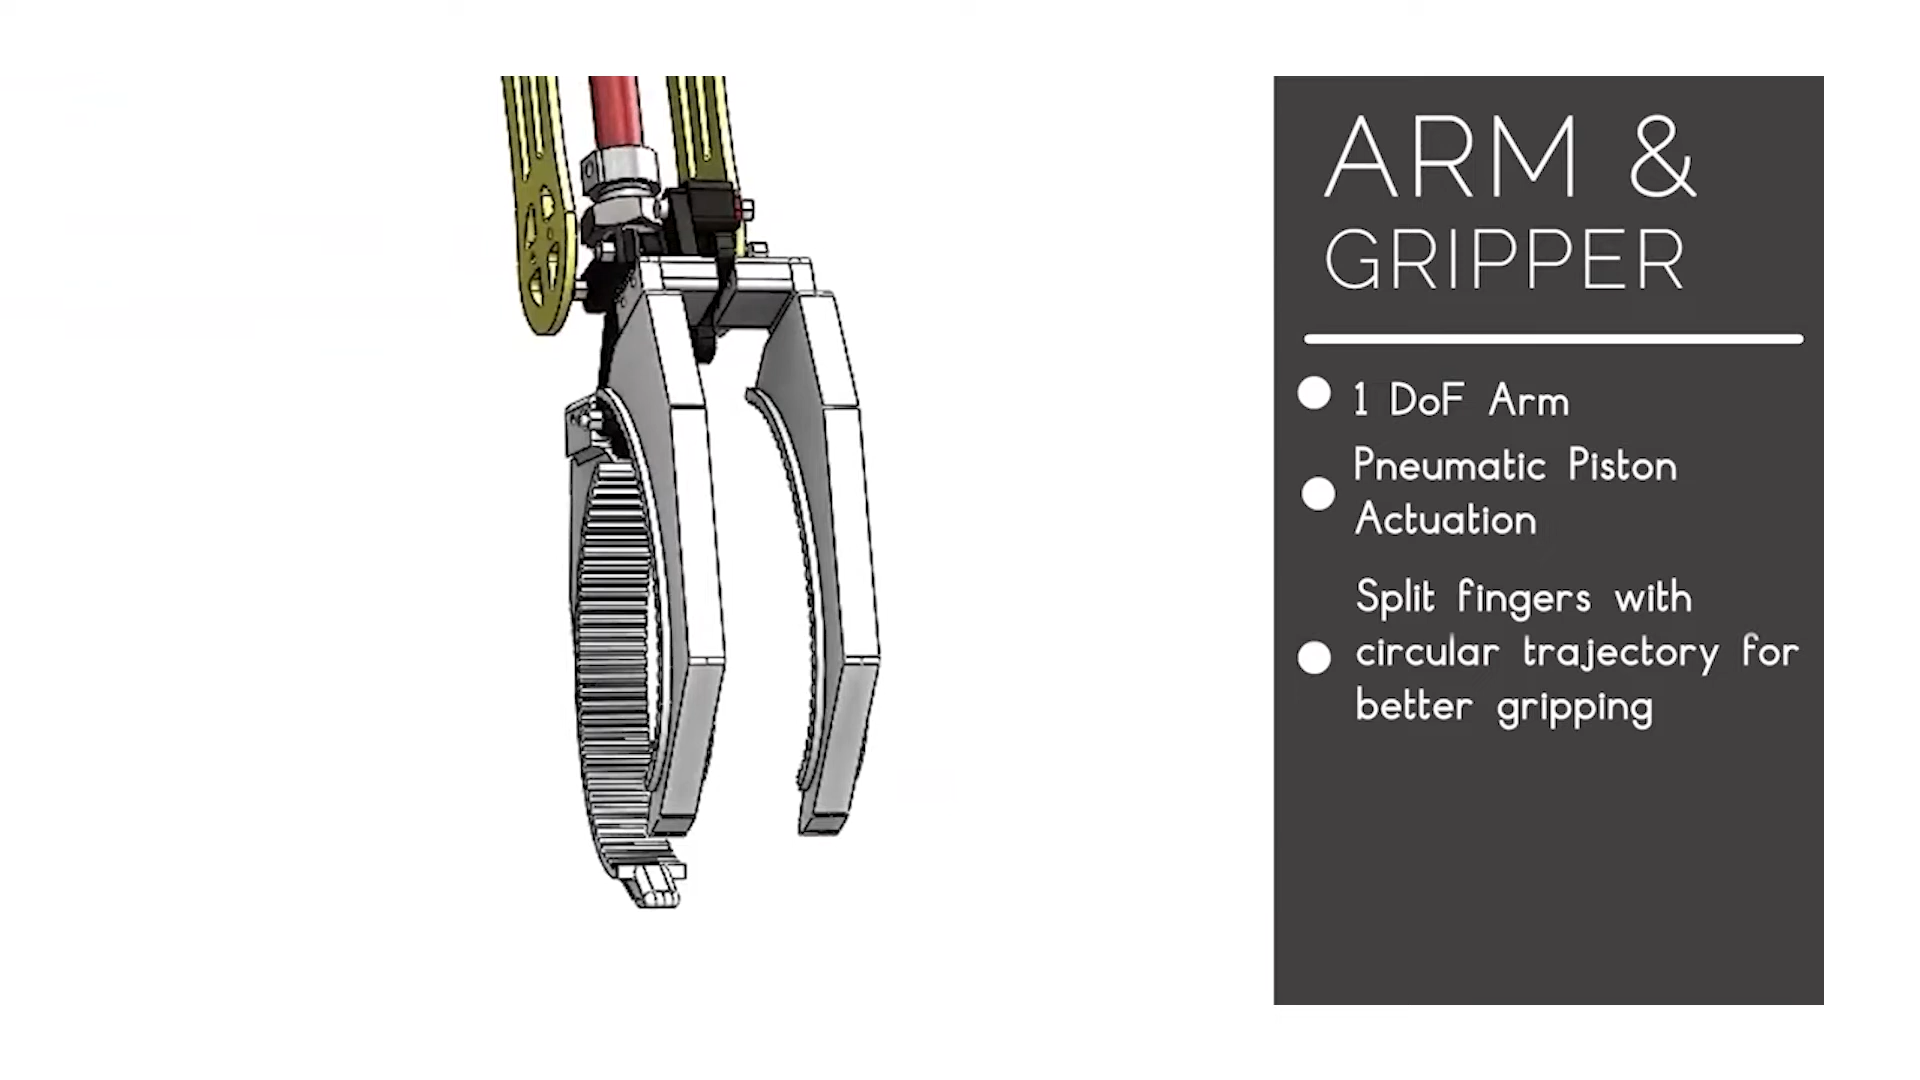 ARM &
GRIPPER
1 DoF Arm
Pneumatic Piston
Actuation
Split fingers with
circular trajectory for
better gripping